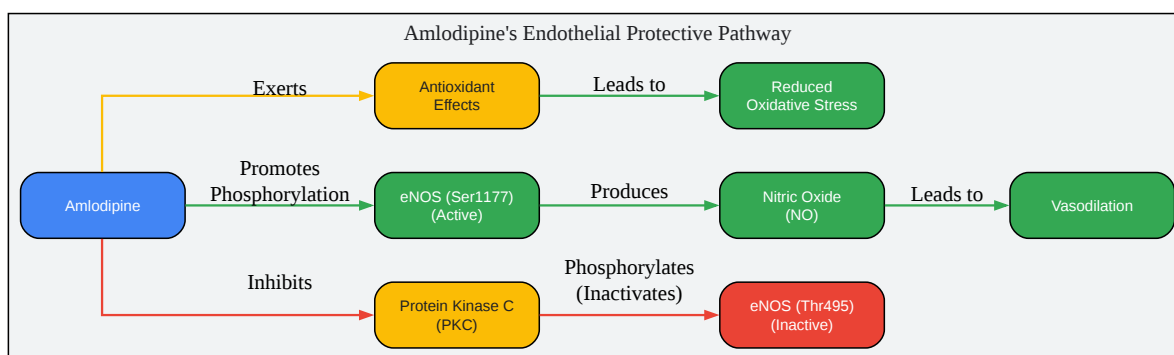 Amlodipine's Endothelial Protective Pathway
Exerts
Antioxidant
Effects
Leads to
Reduced
Oxidative Stress
Amlodipine
Promotes
Phosphorylation
eNOS (Ser1177)
(Active)
Produces
Nitric Oxide
(NO)
Leads to
Vasodilation
Inhibits
Protein Kinase C
(PKC)
Phosphorylates
(Inactivates)
eNOS (Thr495)
(Inactive)